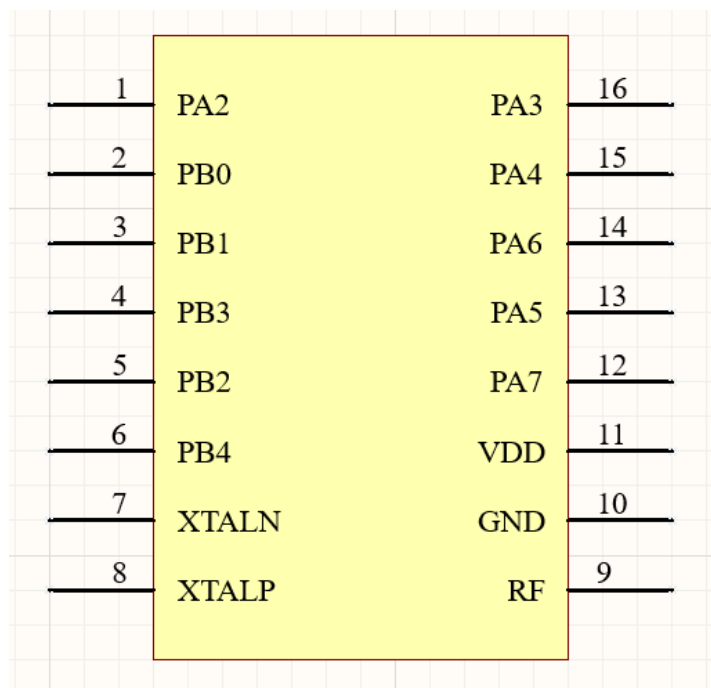 1 PA2 PA3 16
2 PB0 PA4 15
3 PB1 PA6 14
4 PB3 PA5 13
5 PB2 PA7 12
6 PB4 VDD 11
7 XTALN GND 10
8 XTALP RF 9